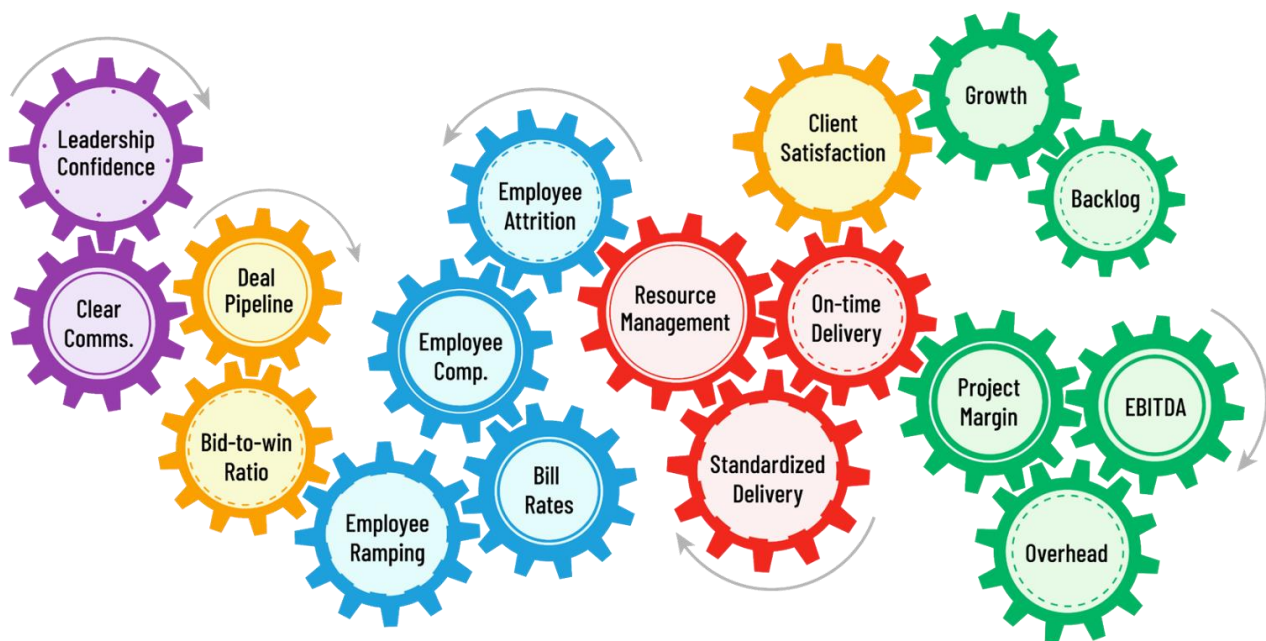 Leadership
Confidence
Clear
Comms.
Deal
Pipeline
Bid-to-win
Ratio
Employee
Ramping
Employee
Attrition
Employee
Comp.
Bill
Rates
Resource
Management
Standardized
Delivery
On-time
Delivery
Client
Satisfaction
Growth
Backlog
Project
Margin
EBITDA
Overhead